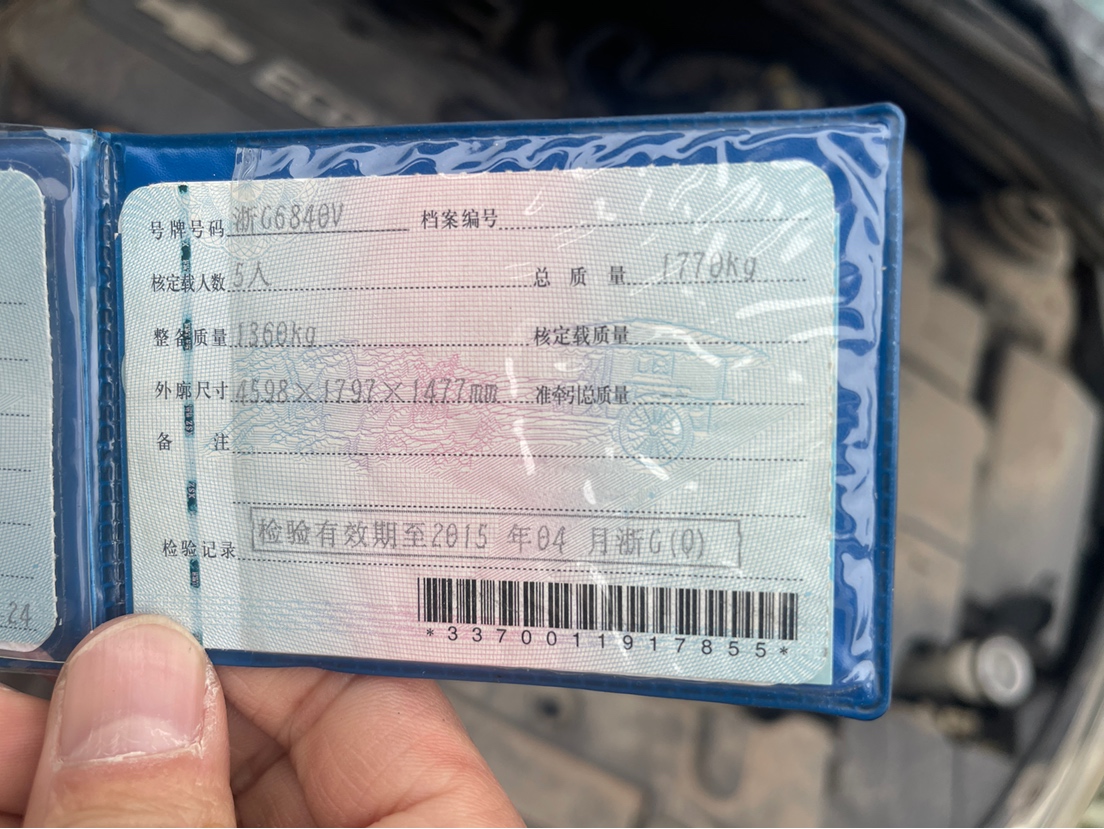 ECO
号牌号码 浙G6840V 档案编号
核定载人数 5人 总质量 1770kg
整备质量 1360kg 核定载质量
外廓尺寸 4598×1797×1477mm 准牵引总质量
备注
检验记录 检验有效期至2015 年04 月浙G(0)
*3370011917855*
24